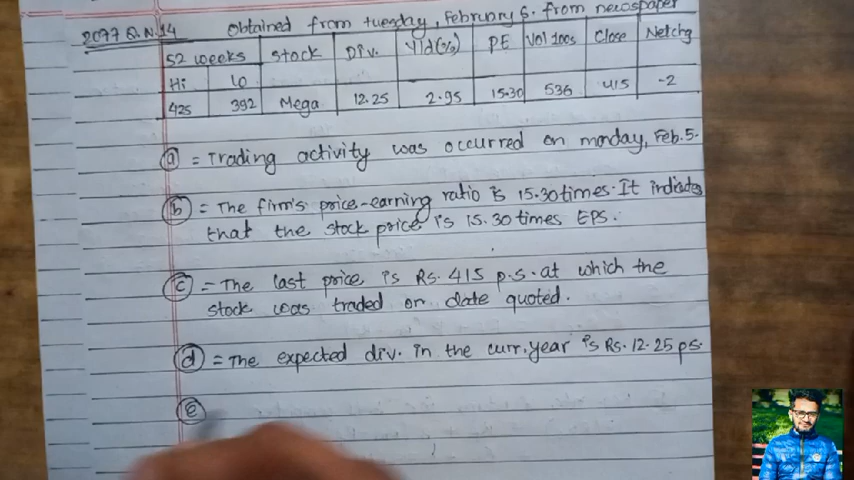 2077 Q.N.14 Obtained from tuesday, February 6. from newspaper
52 weeks Stock Div. Yld(%) PE Vol 100s Close Netchg
Hi Lo
425 392 Mega 12.25 2.95 15.30 536 415 -2
(a) = Trading activity was occurred on monday, Feb.5.
(b) = The firm's price-earning ratio is 15.30 times. It indicates
that the stock price is 15.30 times EPS.
(c) = The last price is Rs. 415 p.s. at which the
stock was traded on date quoted.
(d) = The expected div. in the curr. year is Rs. 12.25 ps.
(e)